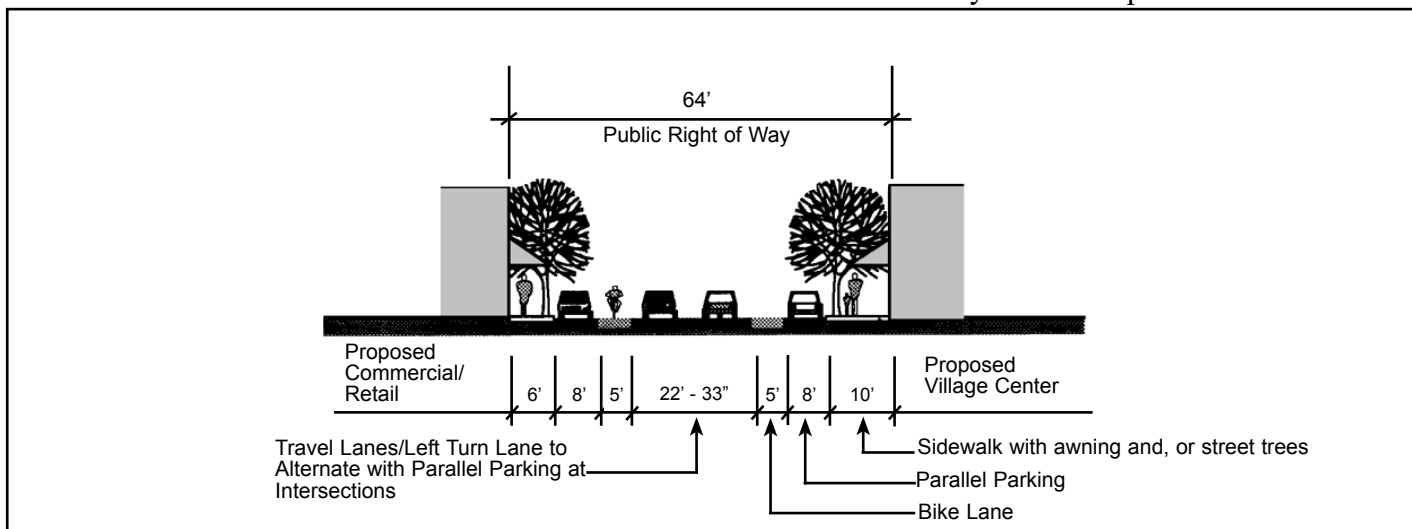 64’
Public Right of Way
Proposed
Commercial/
Retail
6’ 8’ 5’ 22’ - 33” 5’ 8’ 10’
Proposed
Village Center
Travel Lanes/Left Turn Lane to
Alternate with Parallel Parking at
Intersections
Sidewalk with awning and, or street trees
Parallel Parking
Bike Lane